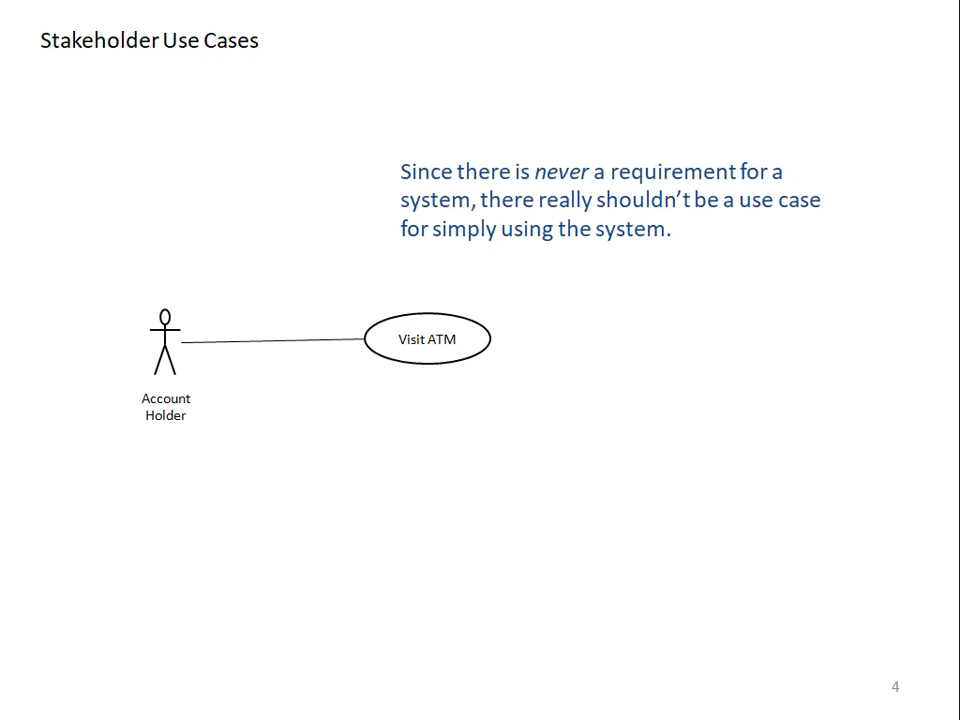 Stakeholder Use Cases
Since there is never a requirement for a
system, there really shouldn’t be a use case
for simply using the system.
Visit ATM
Account
Holder
4